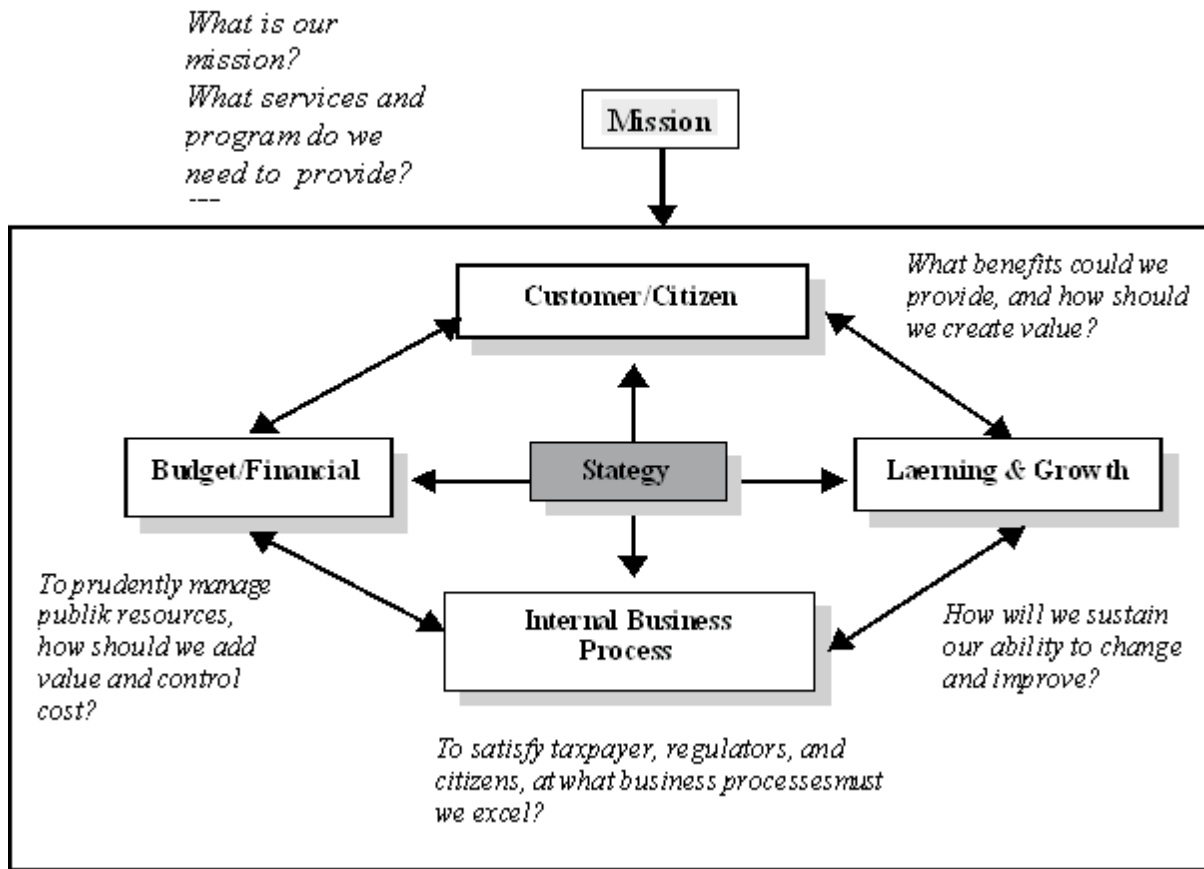 What is our
mission?
What services and
program do we
need to provide?
---
Mission
Customer/Citizen
What benefits could we
provide, and how should
we create value?
Budget/Financial
Stategy
Laerning & Growth
To prudently manage
publik resources,
how should we add
value and control
cost?
Internal Business
Process
How will we sustain
our ability to change
and improve?
To satisfy taxpayer, regulators, and
citizens, at what business processesmust
we excel?